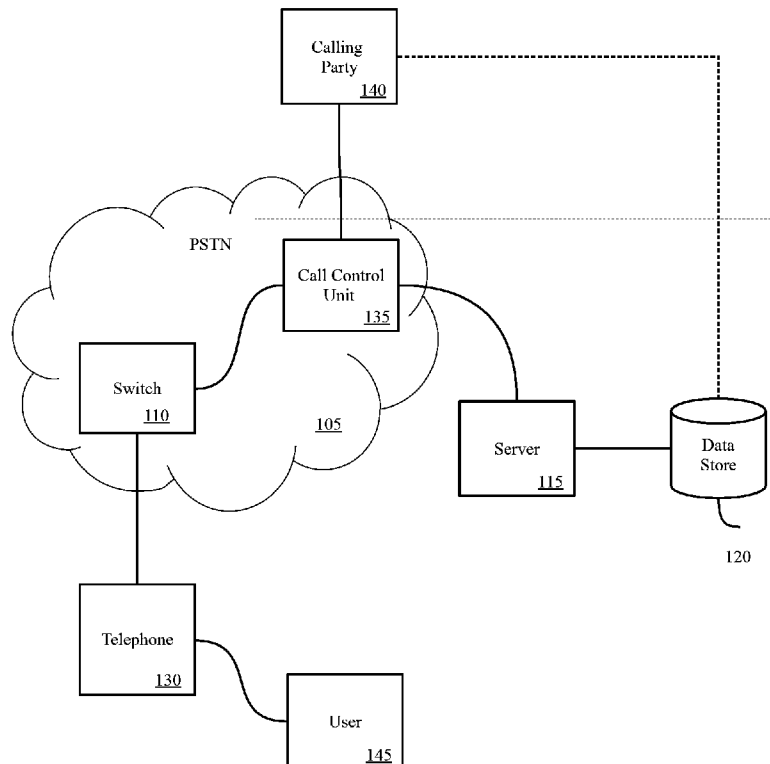 Calling
Party
140
PSTN
Call Control
Unit
135
Switch
110
105
Server
115
Data
Store
120
Telephone
130
User
145